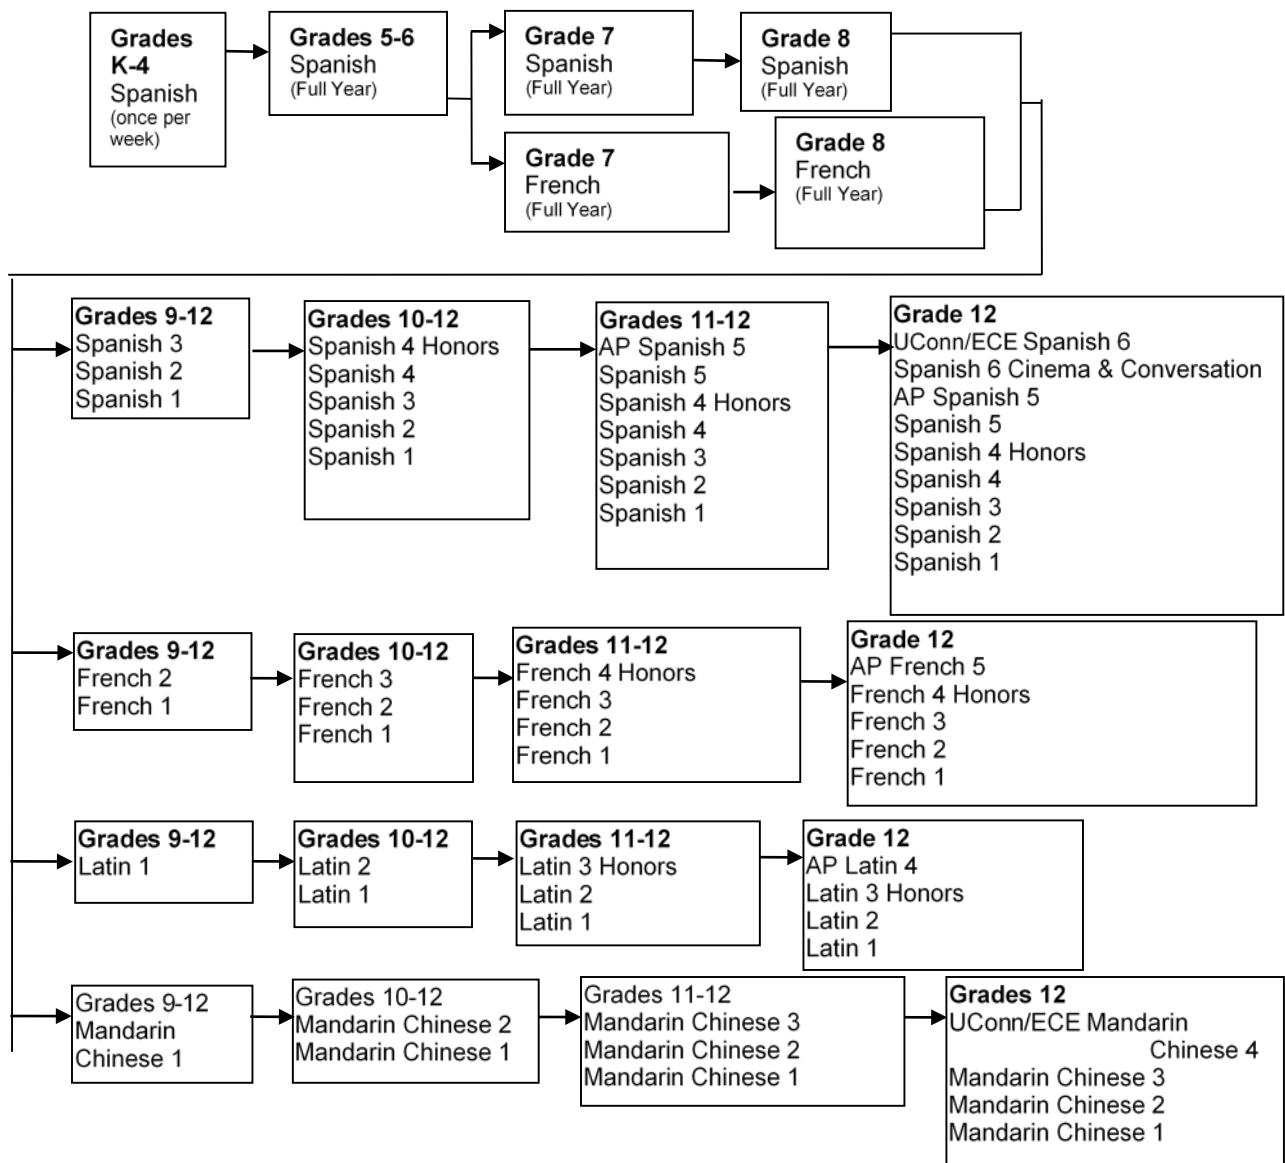 Grades
K-4
Spanish
(once per
week)
Grades 5-6
Spanish
(Full Year)
Grade 7
Spanish
(Full Year)
Grade 8
Spanish
(Full Year)
Grade 7
French
(Full Year)
Grade 8
French
(Full Year)
Grades 9-12
Spanish 3
Spanish 2
Spanish 1
Grades 10-12
Spanish 4 Honors
Spanish 4
Spanish 3
Spanish 2
Spanish 1
Grades 11-12
AP Spanish 5
Spanish 5
Spanish 4 Honors
Spanish 4
Spanish 3
Spanish 2
Spanish 1
Grade 12
UConn/ECE Spanish 6
Spanish 6 Cinema & Conversation
AP Spanish 5
Spanish 5
Spanish 4 Honors
Spanish 4
Spanish 3
Spanish 2
Spanish 1
Grades 9-12
French 2
French 1
Grades 10-12
French 3
French 2
French 1
Grades 11-12
French 4 Honors
French 3
French 2
French 1
Grade 12
AP French 5
French 4 Honors
French 3
French 2
French 1
Grades 9-12
Latin 1
Grades 10-12
Latin 2
Latin 1
Grades 11-12
Latin 3 Honors
Latin 2
Latin 1
Grade 12
AP Latin 4
Latin 3 Honors
Latin 2
Latin 1
Grades 9-12
Mandarin
Chinese 1
Grades 10-12
Mandarin Chinese 2
Mandarin Chinese 1
Grades 11-12
Mandarin Chinese 3
Mandarin Chinese 2
Mandarin Chinese 1
Grades 12
UConn/ECE Mandarin
Chinese 4
Mandarin Chinese 3
Mandarin Chinese 2
Mandarin Chinese 1